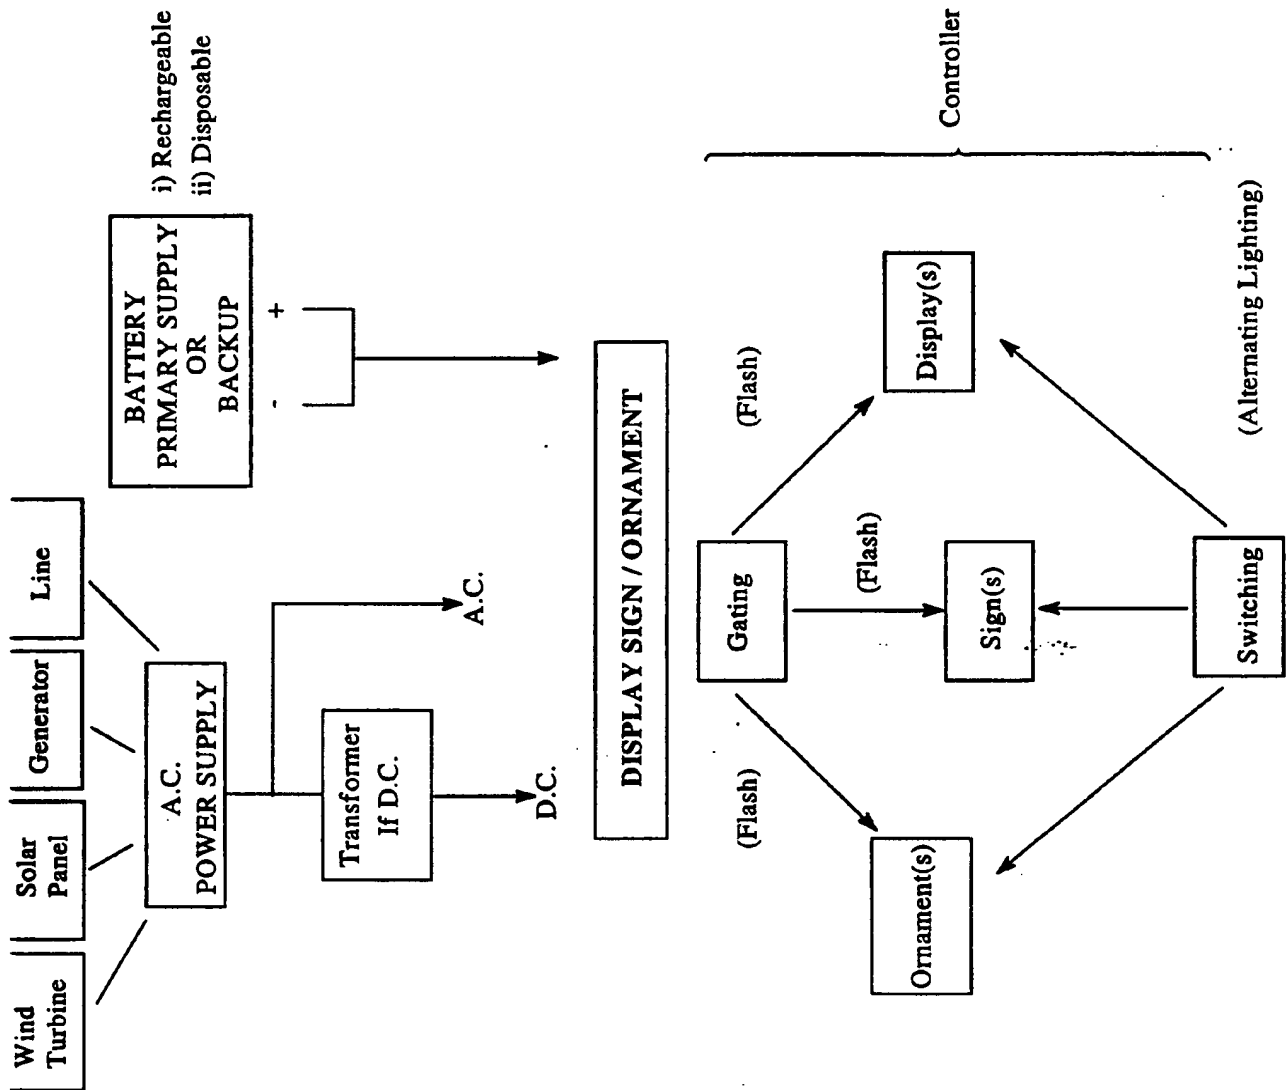 Wind
Turbine
Solar
Panel
Generator
Line
A.C.
POWER SUPPLY
Transformer
If D.C.
D.C.
A.C.
BATTERY
PRIMARY SUPPLY
OR
BACKUP
- +
i) Rechargeable
ii) Disposable
DISPLAY SIGN / ORNAMENT
Gating
(Flash)
(Flash)
(Flash)
Ornament(s)
Sign(s)
Display(s)
Switching
(Alternating Lighting)
Controller